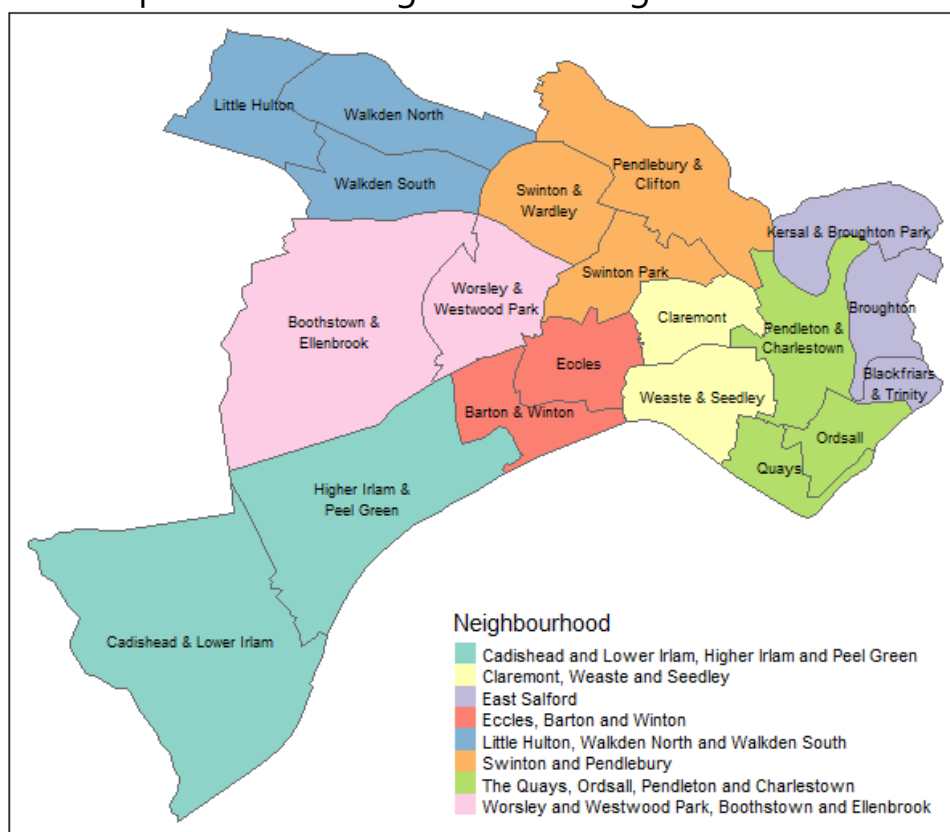 Little Hulton
Walkden North
Walkden South
Pendlebury &
Clifton
Swinton &
Wardley
Kersal & Broughton Park
Swinton Park
Worsley &
Westwood Park
Boothstown &
Ellenbrook
Claremont
Broughton
Pendleton &
Charlestown
Eccles
Blackfriars
& Trinity
Weaste & Seedley
Barton & Winton
Ordsall
Quays
Higher Irlam &
Peel Green
Cadishead & Lower Irlam
Neighbourhood
Cadishead and Lower Irlam, Higher Irlam and Peel Green
Claremont, Weaste and Seedley
East Salford
Eccles, Barton and Winton
Little Hulton, Walkden North and Walkden South
Swinton and Pendlebury
The Quays, Ordsall, Pendleton and Charlestown
Worsley and Westwood Park, Boothstown and Ellenbrook